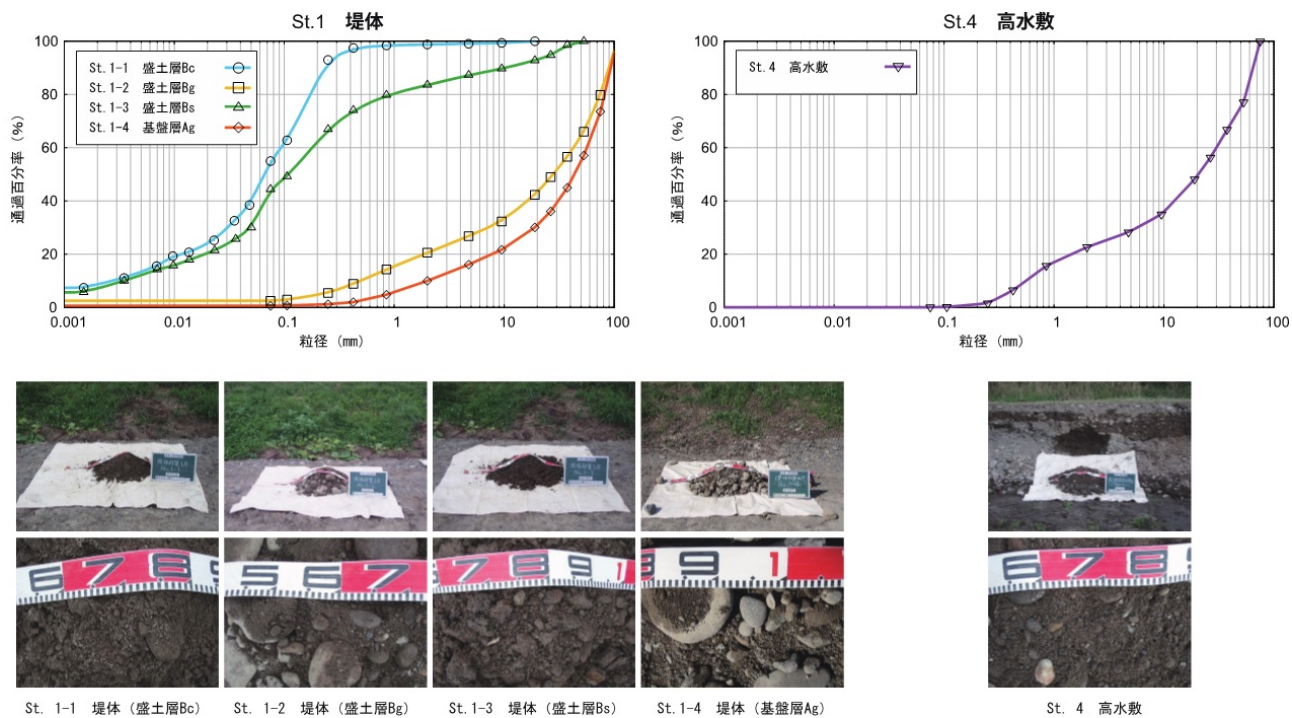 St.1 堤体
St.4 高水敷
100
80
60
40
20
0
通過百分率 (%)
St.1-1 盛土層Bc
St.1-2 盛土層Bg
St.1-3 盛土層Bs
St.1-4 基盤層Ag
0.001 0.01 0.1 1 10 100
粒径 (mm)
100
80
60
40
20
0
通過百分率 (%)
St.4 高水敷
0.001 0.01 0.1 1 10 100
粒径 (mm)
6 7 8 9
5 6 7
7 8 9 1
9 1
6 7 8 9
St. 1-1 堤体 (盛土層Bc)
St. 1-2 堤体 (盛土層Bg)
St.1-3 堤体 (盛土層Bs)
St.1-4 堤体 (基盤層Ag)
St. 4 高水敷